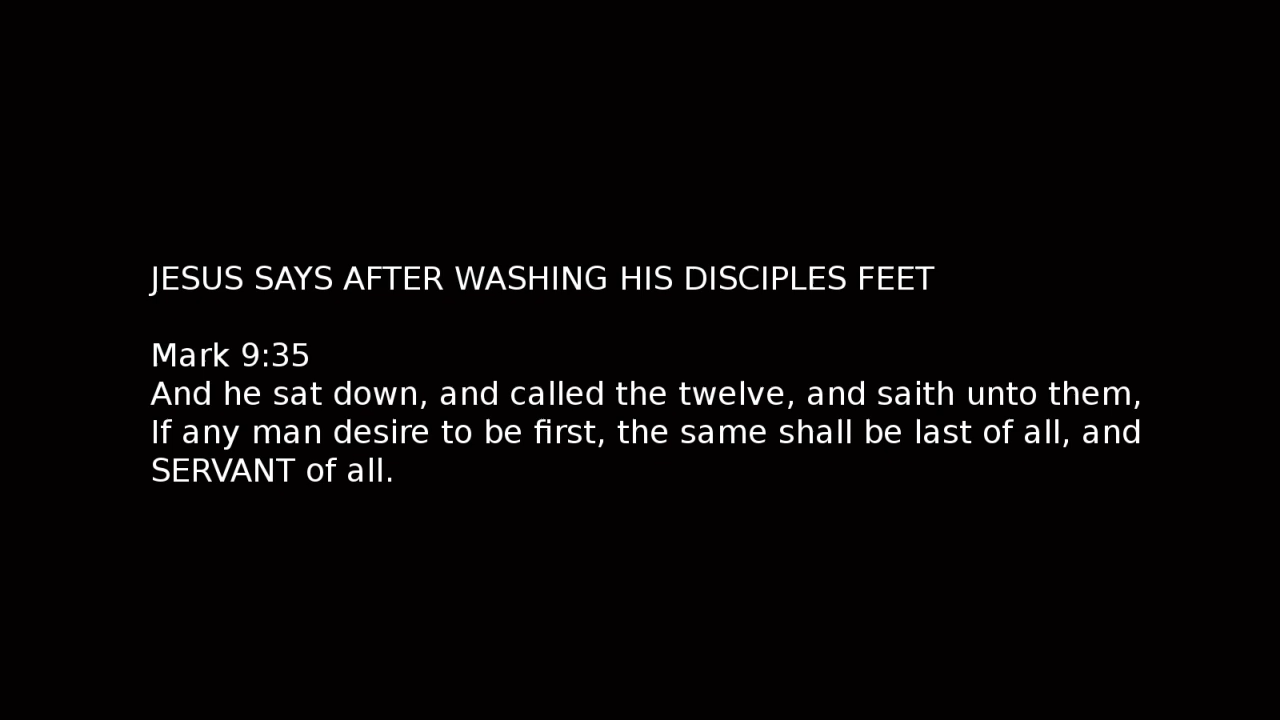 JESUS SAYS AFTER WASHING HIS DISCIPLES FEET
Mark 9:35
And he sat down, and called the twelve, and saith unto them,
If any man desire to be first, the same shall be last of all, and
SERVANT of all.